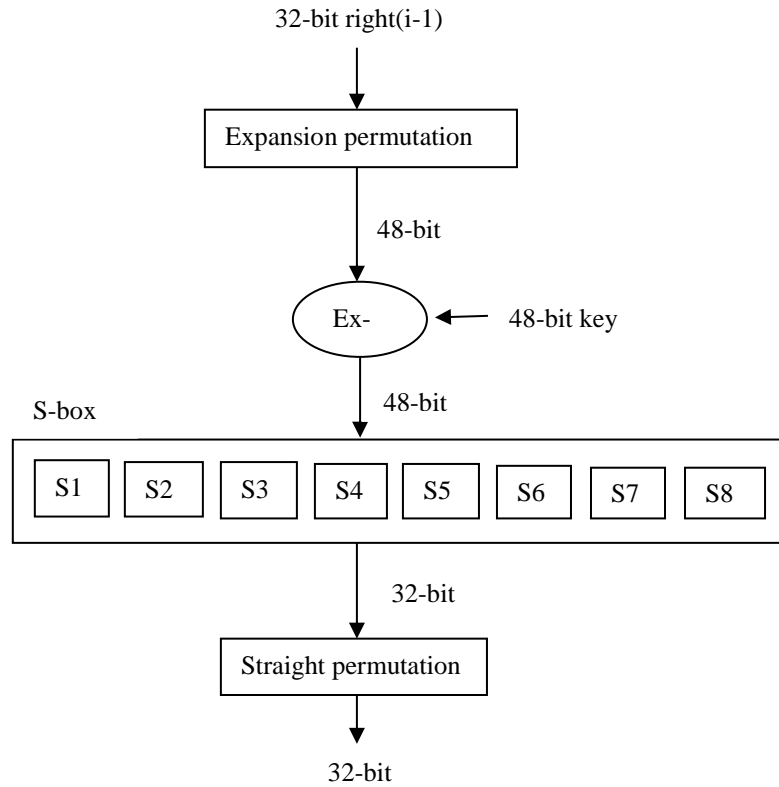 32-bit right(i-1)
Expansion permutation
48-bit
Ex-
48-bit key
48-bit
S-box
S1 S2 S3 S4 S5 S6 S7 S8
32-bit
Straight permutation
32-bit